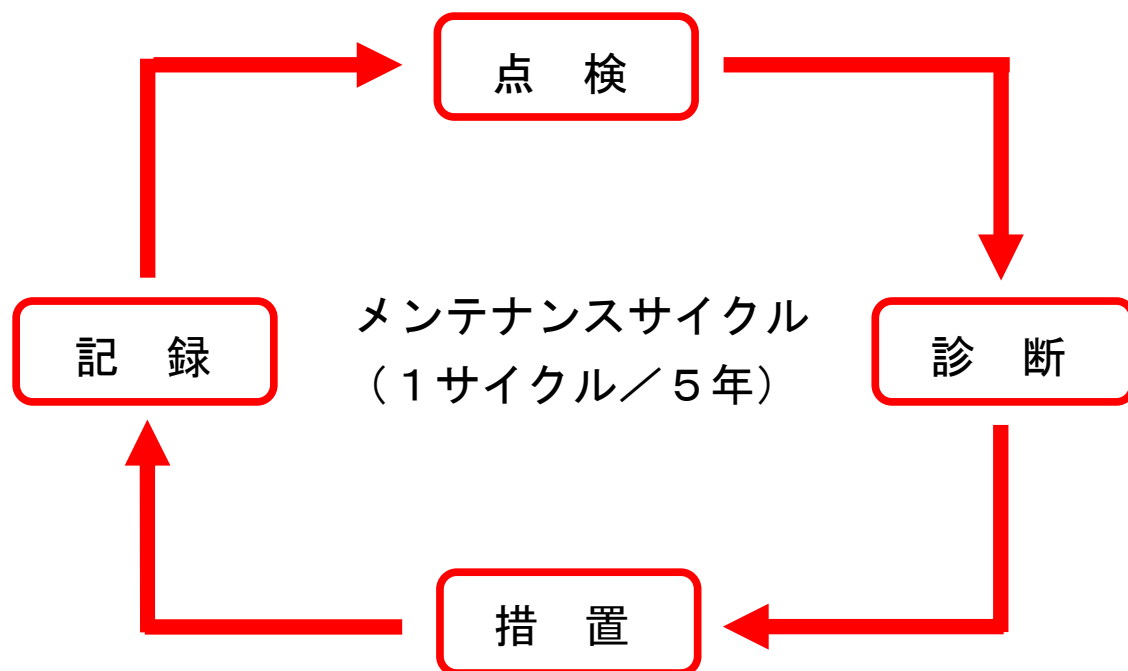 点　検
記　録
メンテナンスサイクル
（１サイクル／５年）
診　断
措　置